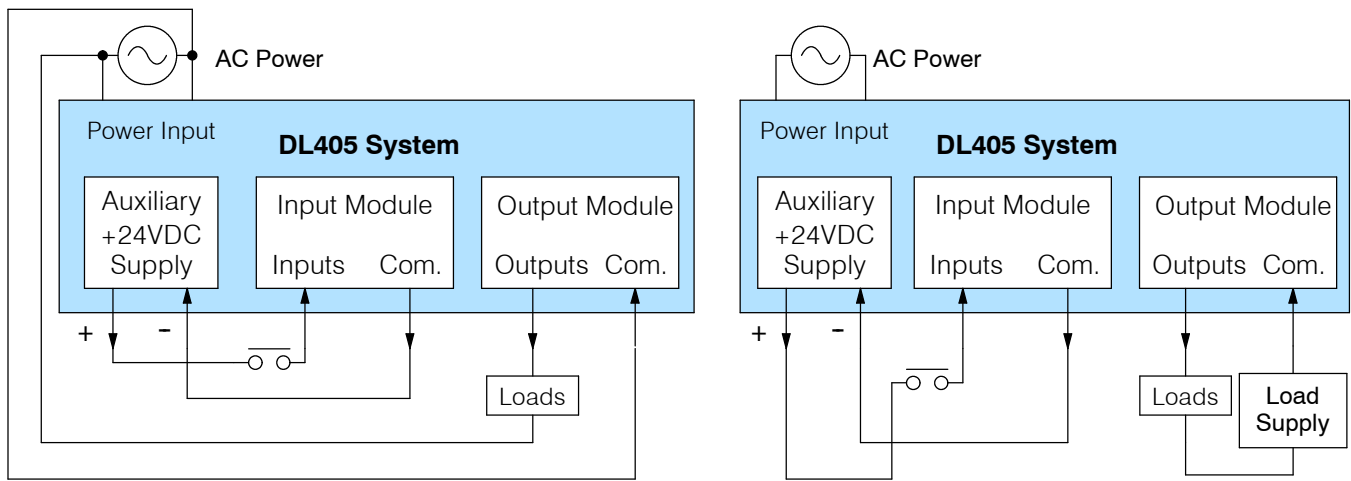 AC Power
Power Input
DL405 System
Auxiliary
+24VDC
Supply
Input Module
Inputs Com.
Output Module
Outputs Com.
+ -
Loads
AC Power
Power Input
DL405 System
Auxiliary
+24VDC
Supply
Input Module
Inputs Com.
Output Module
Outputs Com.
+ -
Loads
Load
Supply